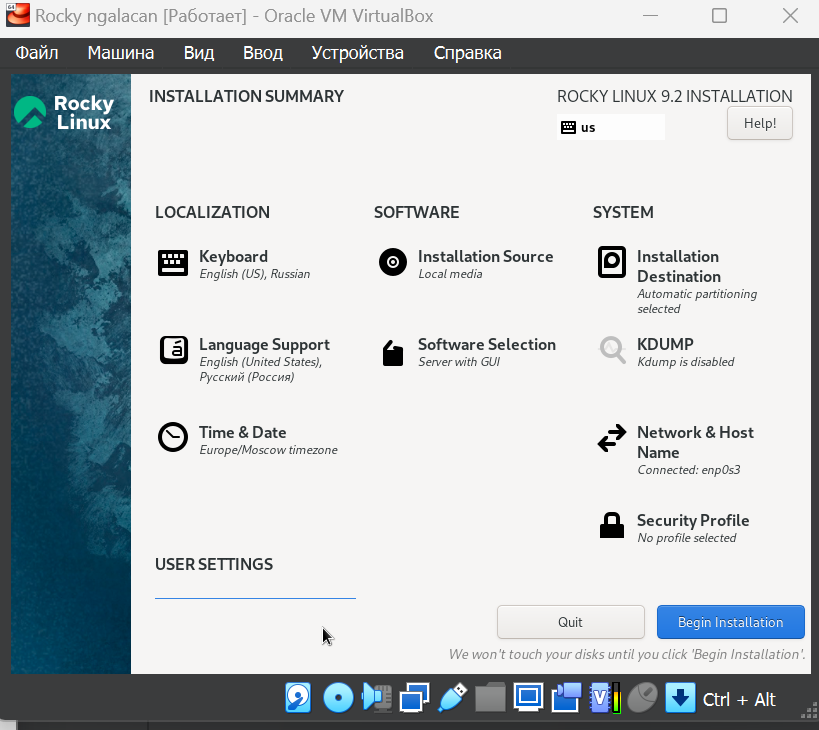 Rocky ngalacan [Работает] - Oracle VM VirtualBox
Файл Машина Вид Ввод Устройства Справка
Rocky
Linux
INSTALLATION SUMMARY
ROCKY LINUX 9.2 INSTALLATION
us
Help!
LOCALIZATION
Keyboard
English (US), Russian
Language Support
English (United States),
Русский (Россия)
Time & Date
Europe/Moscow timezone
SOFTWARE
Installation Source
Local media
Software Selection
Server with GUI
SYSTEM
Installation
Destination
Automatic partitioning
selected
KDUMP
Kdump is disabled
Network & Host
Name
Connected: enp0s3
Security Profile
No profile selected
USER SETTINGS
Quit
Begin Installation
We won't touch your disks until you click 'Begin Installation'.
Ctrl + Alt